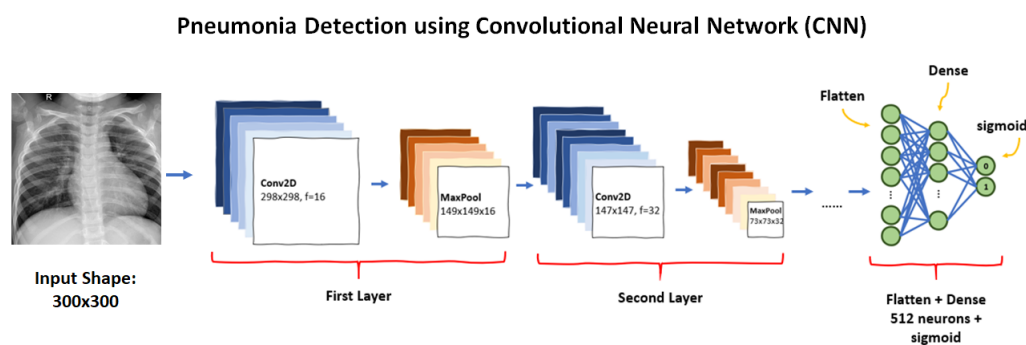 Pneumonia Detection using Convolutional Neural Network (CNN)
R
Input Shape:
300x300
Conv2D
298x298, f=16
MaxPool
149x149x16
First Layer
Conv2D
147x147, f=32
MaxPool
73x73x32
Second Layer
......
Flatten
Dense
sigmoid
0
1
Flatten + Dense
512 neurons +
sigmoid